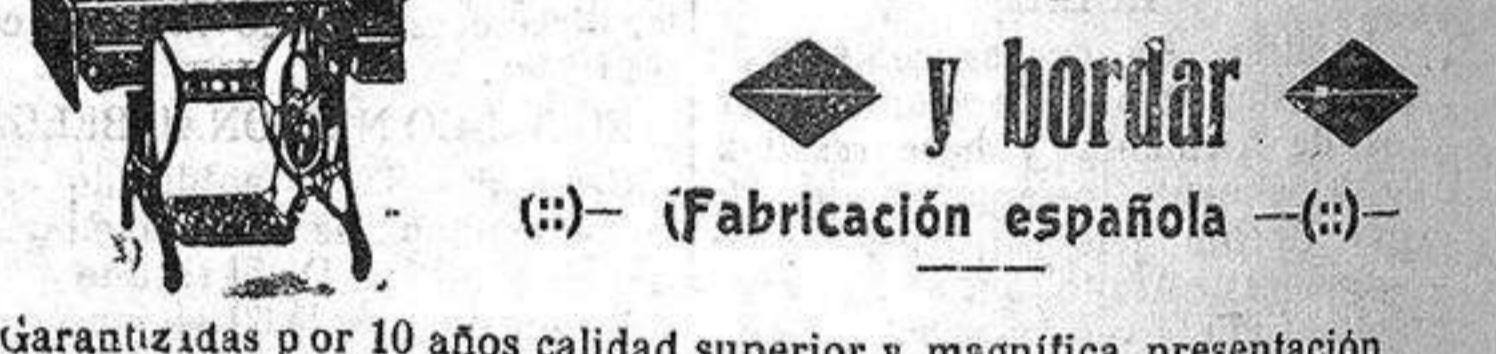 y bordar
(::)— (Fabricación española —(::)—
Garantizadas por 10 años calidad superior y magnífica presentación